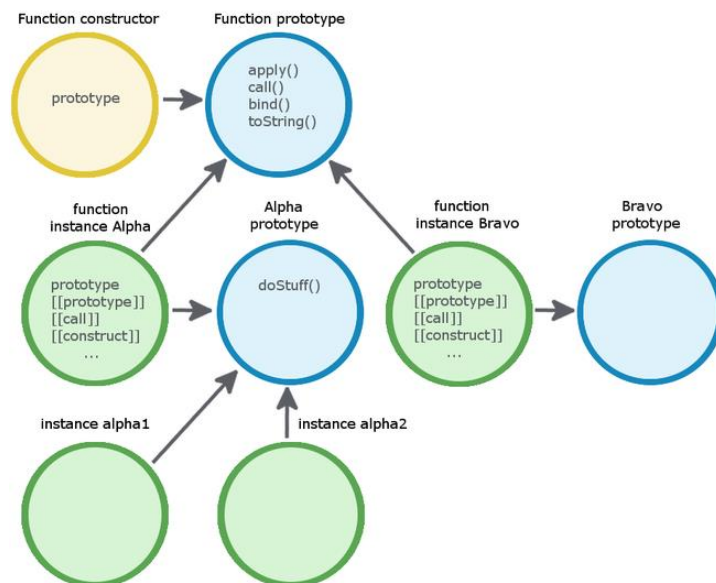 Function constructor
Function prototype
prototype
apply()
call()
bind()
toString()
function
instance Alpha
Alpha
prototype
function
instance Bravo
Bravo
prototype
prototype
[[prototype]]
[[call]]
[[construct]]
...
doStuff()
prototype
[[prototype]]
[[call]]
[[construct]]
...
instance alpha1
instance alpha2